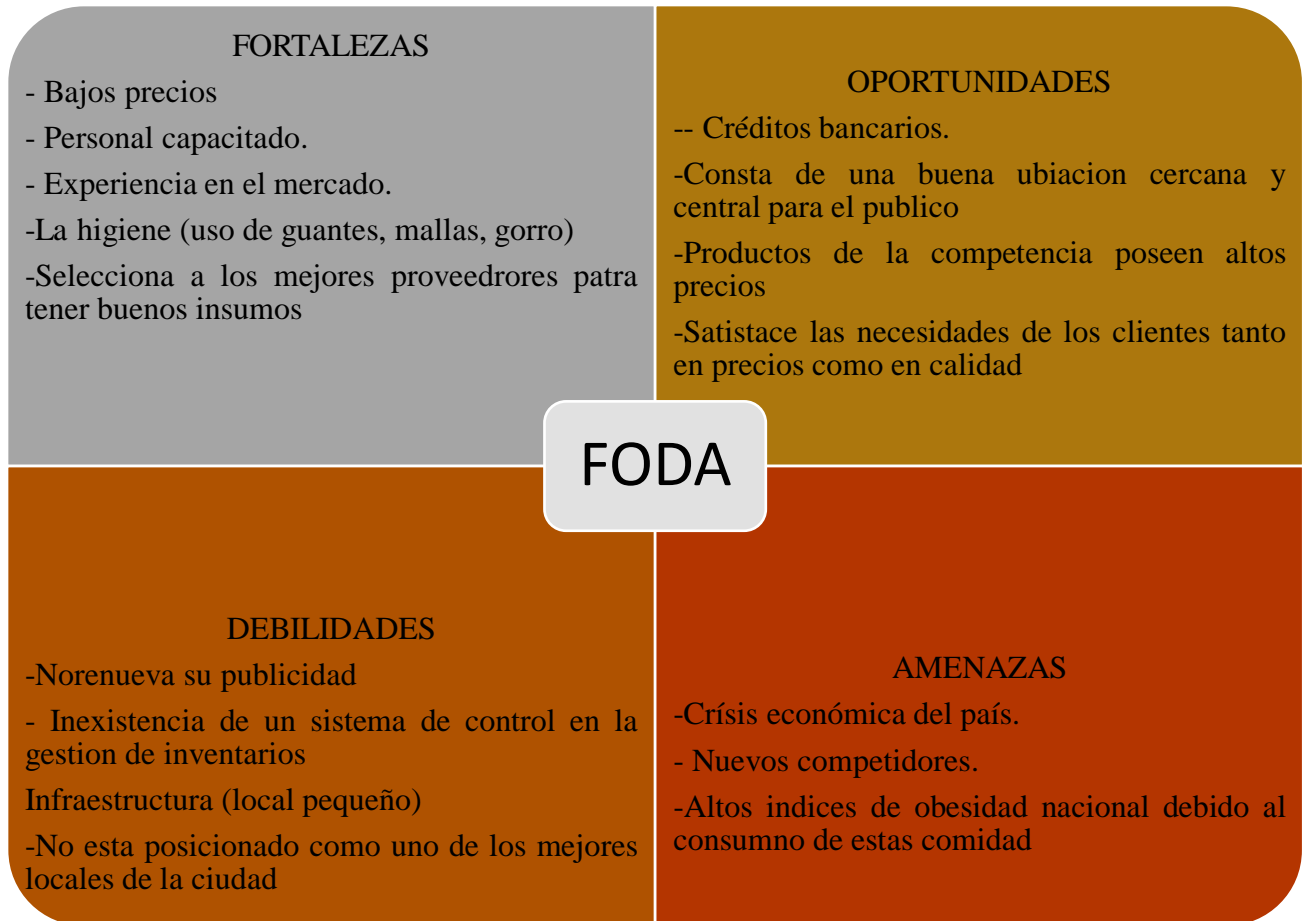 FORTALEZAS
- Bajos precios
- Personal capacitado.
- Experiencia en el mercado.
-La higiene (uso de guantes, mallas, gorro)
-Selecciona a los mejores proveedrores patra
tener buenos insumos
OPORTUNIDADES
-- Créditos bancarios.
-Consta de una buena ubiacion cercana y
central para el publico
-Productos de la competencia poseen altos
precios
-Satistace las necesidades de los clientes tanto
en precios como en calidad
FODA
DEBILIDADES
-Norenueva su publicidad
- Inexistencia de un sistema de control en la
gestion de inventarios
Infraestructura (local pequeño)
-No esta posicionado como uno de los mejores
locales de la ciudad
AMENAZAS
-Crísis económica del país.
- Nuevos competidores.
-Altos indices de obesidad nacional debido al
consumno de estas comidad